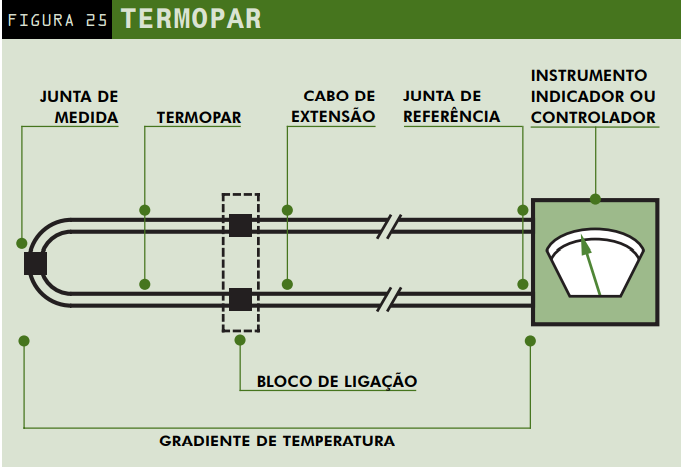 FIGURA 25 TERMOPAR
JUNTA DE
MEDIDA
TERMOPAR
CABO DE
EXTENSÃO
JUNTA DE
REFERÊNCIA
INSTRUMENTO
INDICADOR OU
CONTROLADOR
BLOCO DE LIGAÇÃO
GRADIENTE DE TEMPERATURA